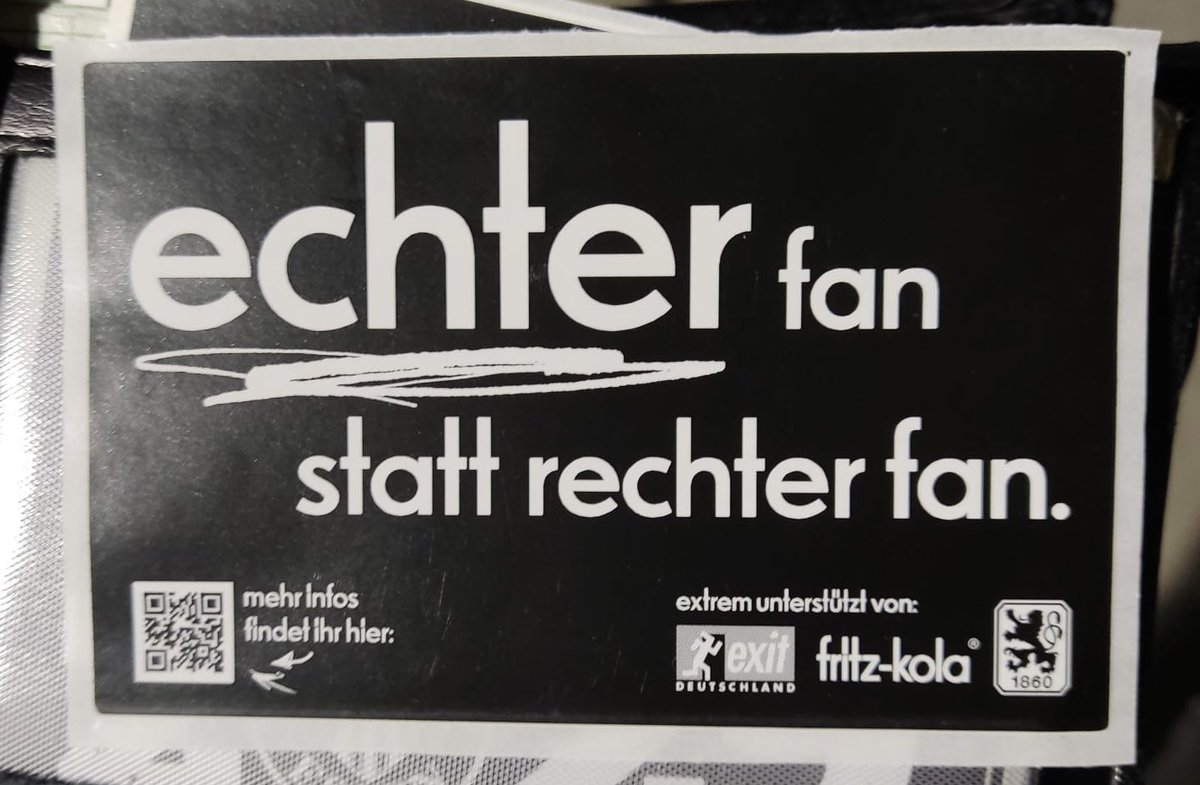 echter fan
statt rechter fan.
mehr infos
findet ihr hier:
extrem unterstützt von:
exit
DEUTSCHLAND
fritz-kola®
1860